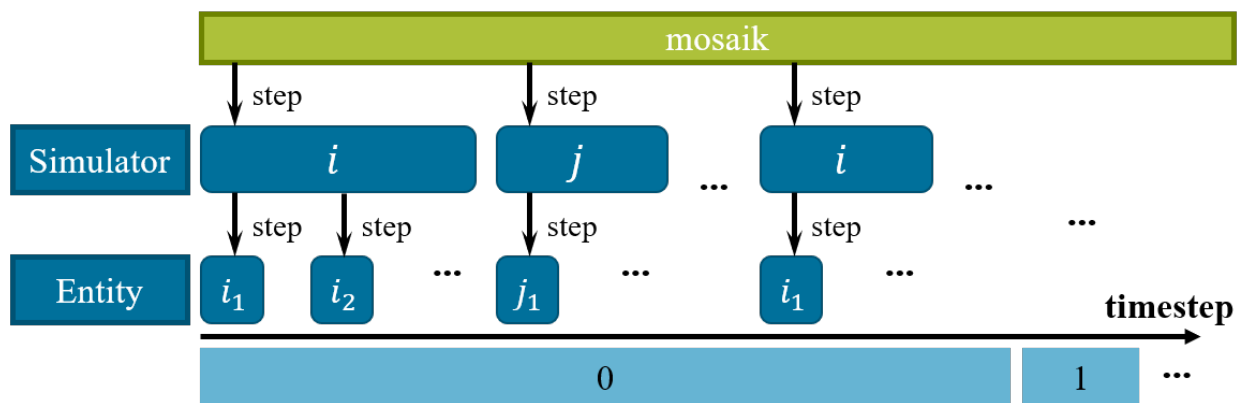 mosaik
step step step
Simulator i j ... i ...
step step step step ...
Entity i₁ i₂ ... j₁ ... i₁ ...
timestep
0 1 ...